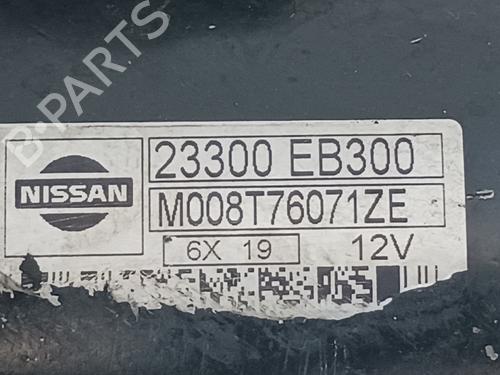 B-PARTS
23300 EB300
NISSAN
M008T76071ZE
6X 19 12V